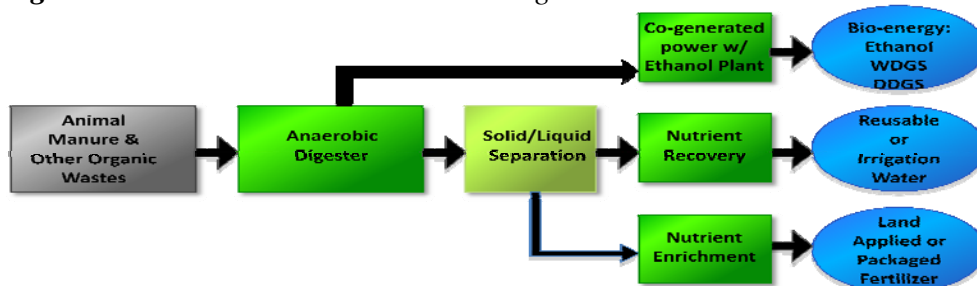 Co-generated
power w/
Ethanol Plant
Bio-energy:
Ethanol
WDGS
DDGS
Animal
Manure &
Other Organic
Wastes
Anaerobic
Digester
Solid/Liquid
Separation
Nutrient
Recovery
Reusable
or
Irrigation
Water
Nutrient
Enrichment
Land
Applied or
Packaged
Fertilizer